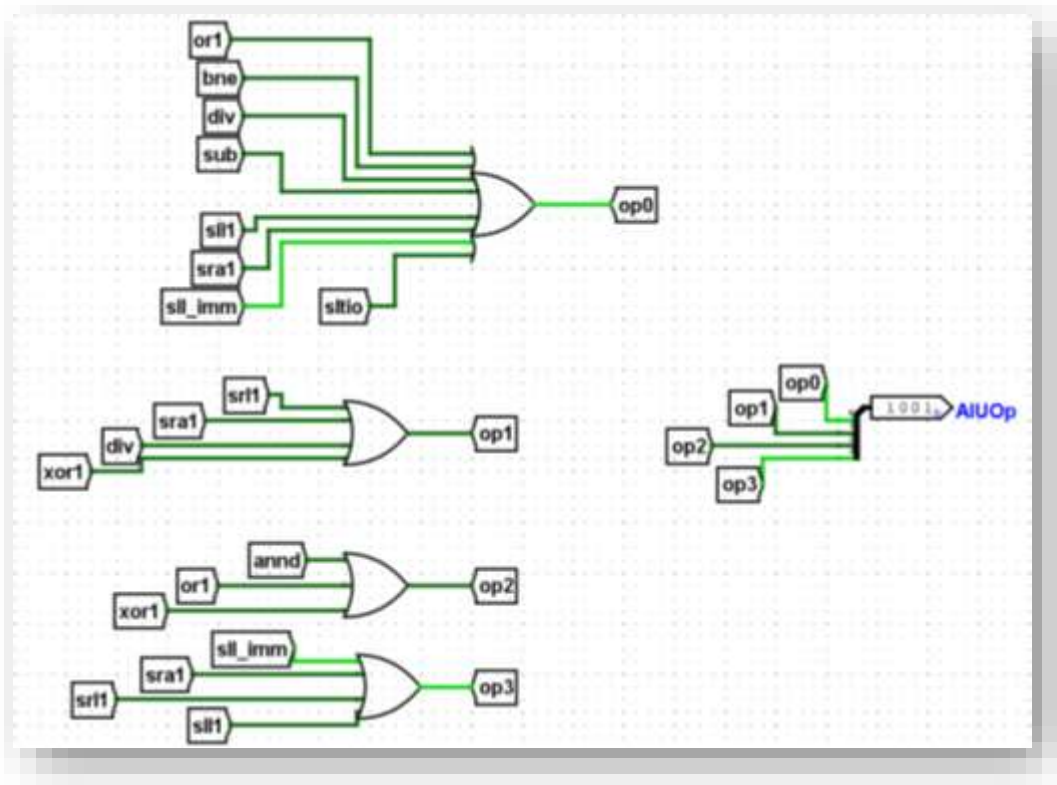 or1
bne
div
sub
sll1
sra1
sll_imm
sltio
op0
srl1
sra1
div
xor1
op1
op0
op1
op2
op3
1001
AlUOp
annd
or1
xor1
op2
sll_imm
sra1
srl1
sll1
op3